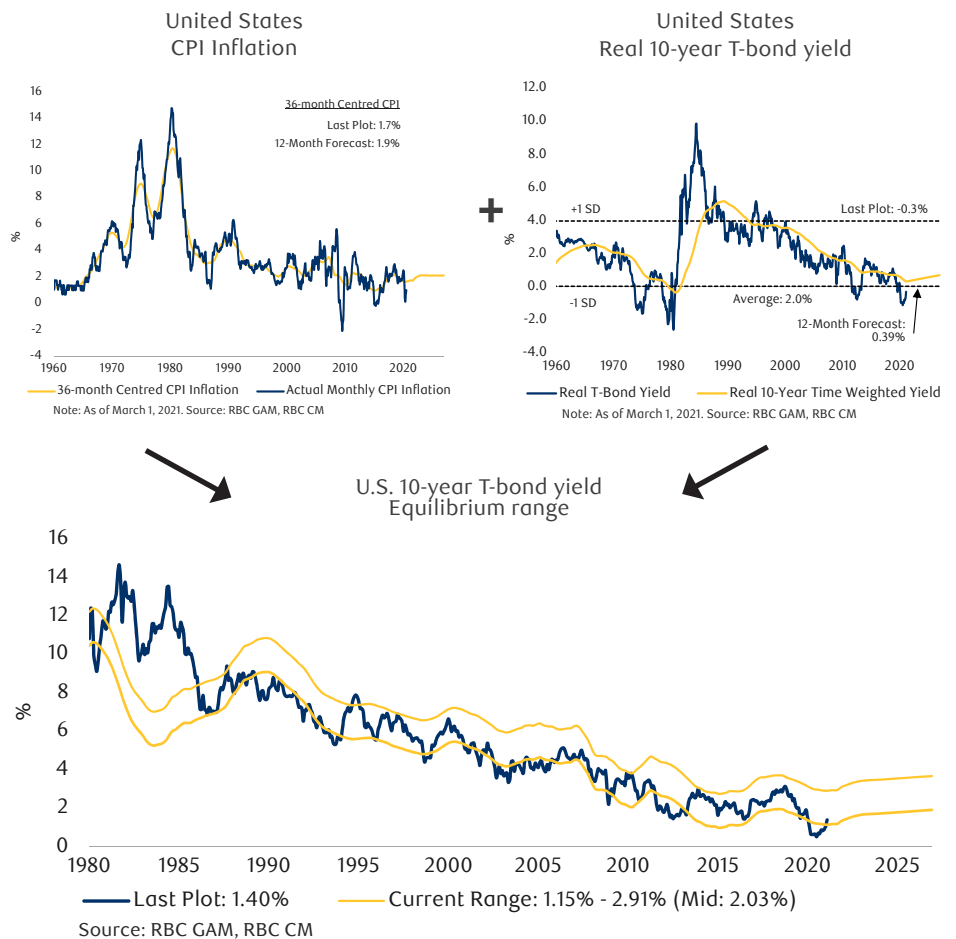 United States
CPI Inflation
16
14
12
10
8
6
4
2
0
-2
-4
%
36-month Centred CPI
Last Plot: 1.7%
12-Month Forecast: 1.9%
1960 1970 1980 1990 2000 2010 2020
36-month Centred CPI Inflation Actual Monthly CPI Inflation
Note: As of March 1, 2021. Source: RBC GAM, RBC CM
+
United States
Real 10-year T-bond yield
12.0
10.0
8.0
6.0
4.0
2.0
0.0
-2.0
-4.0
%
+1 SD
Last Plot: -0.3%
-1 SD
Average: 2.0%
12-Month Forecast:
0.39%
1960 1970 1980 1990 2000 2010 2020
Real T-Bond Yield Real 10-Year Time Weighted Yield
Note: As of March 1, 2021. Source: RBC GAM, RBC CM
U.S. 10-year T-bond yield
Equilibrium range
16
14
12
10
8
6
4
2
0
%
1980 1985 1990 1995 2000 2005 2010 2015 2020 2025
Last Plot: 1.40% Current Range: 1.15% - 2.91% (Mid: 2.03%)
Source: RBC GAM, RBC CM